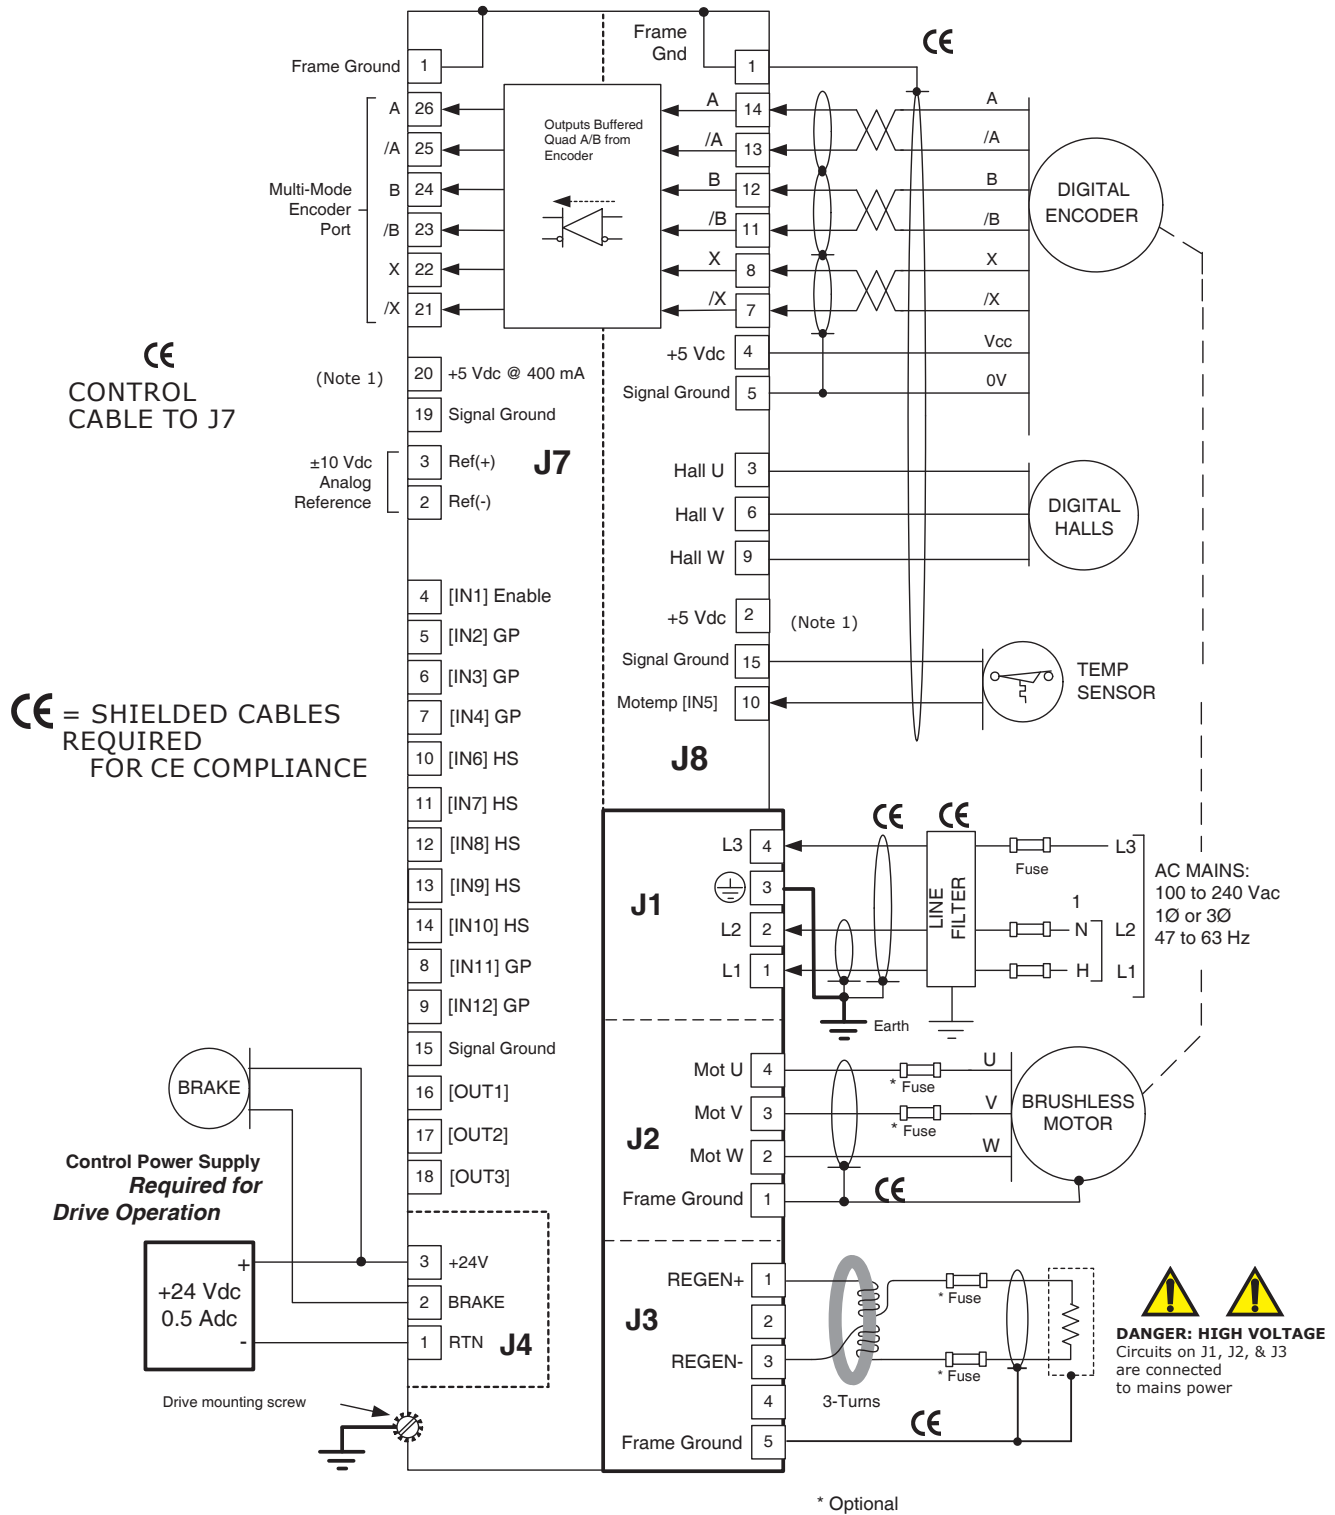 Frame Ground 1
A 26
/A 25
B 24
/B 23
X 22
/X 21
Multi-Mode
Encoder
Port
Outputs Buffered
Quad A/B from
Encoder
Frame
Gnd
1
A 14
/A 13
B 12
/B 11
X 8
/X 7
+5 Vdc 4
Signal Ground 5
CE
A
/A
B
/B
X
/X
Vcc
0V
DIGITAL
ENCODER
CE
CONTROL
CABLE TO J7
(Note 1) 20 +5 Vdc @ 400 mA
19 Signal Ground
±10 Vdc
Analog
Reference
3 Ref(+)
2 Ref(-)
J7
Hall U 3
Hall V 6
Hall W 9
DIGITAL
HALLS
+5 Vdc 2 (Note 1)
Signal Ground 15
Motemp [IN5] 10
TEMP
SENSOR
J8
4 [IN1] Enable
5 [IN2] GP
6 [IN3] GP
7 [IN4] GP
10 [IN6] HS
11 [IN7] HS
12 [IN8] HS
13 [IN9] HS
14 [IN10] HS
8 [IN11] GP
9 [IN12] GP
15 Signal Ground
16 [OUT1]
17 [OUT2]
18 [OUT3]
CE = SHIELDED CABLES
REQUIRED
FOR CE COMPLIANCE
J1
L3 4
3
L2 2
L1 1
CE
CE
LINE
FILTER
Fuse
L3
1
N L2
H L1
AC MAINS:
100 to 240 Vac
1Ø or 3Ø
47 to 63 Hz
Earth
J2
Mot U 4
Mot V 3
Mot W 2
Frame Ground 1
* Fuse
* Fuse
U
V
W
CE
BRUSHLESS
MOTOR
BRAKE
Control Power Supply
Required for
Drive Operation
+24 Vdc
0.5 Adc
+
-
3 +24V
2 BRAKE
1 RTN
J4
Drive mounting screw
J3
REGEN+ 1
2
REGEN- 3
4
Frame Ground 5
3-Turns
* Fuse
* Fuse
CE
DANGER: HIGH VOLTAGE
Circuits on J1, J2, & J3
are connected
to mains power
* Optional